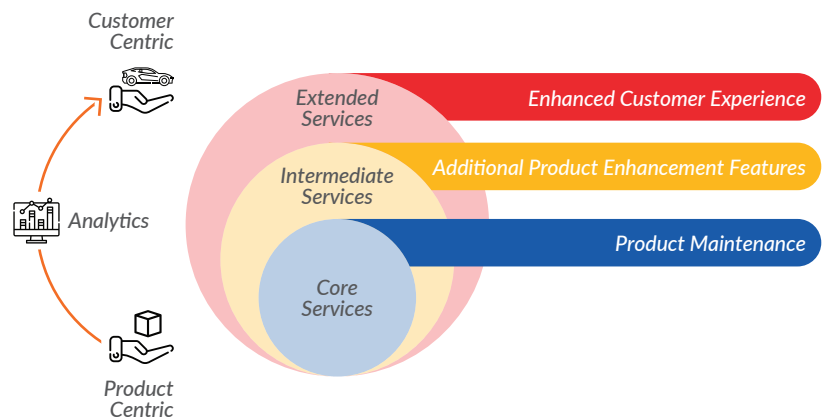 Customer
Centric
Extended
Services
Enhanced Customer Experience
Intermediate
Services
Additional Product Enhancement Features
Analytics
Product Maintenance
Core
Services
Product
Centric